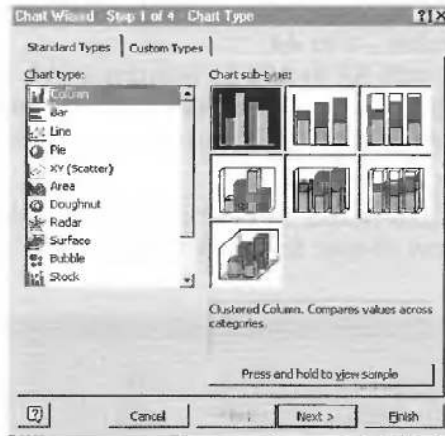 Chart Wizard - Step 1 of 4 - Chart Type
Standard Types
Custom Types
Chart type:
Column
Bar
Line
Pie
XY (Scatter)
Area
Doughnut
Radar
Surface
Bubble
Stock
Chart sub-type:
Clustered Column. Compares values across
categories.
Press and hold to view sample
Cancel
Next >
Finish